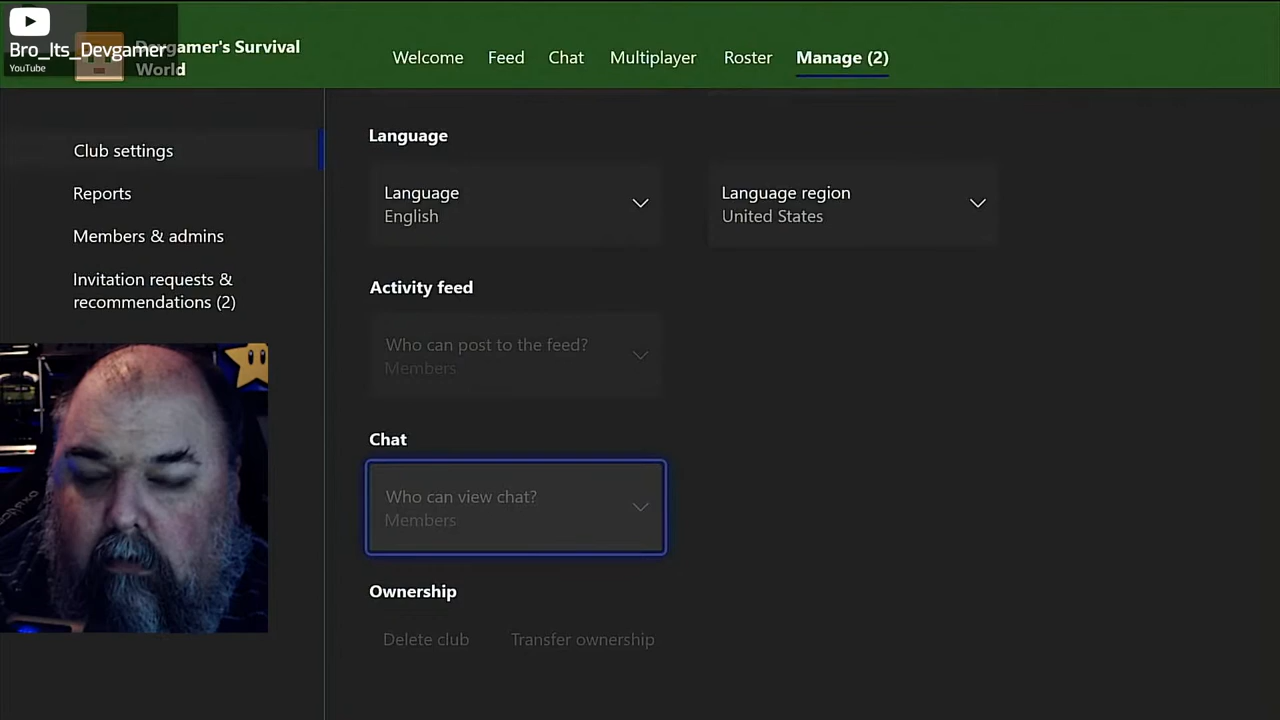 Bro_Its_Devgamer
YouTube
Devgamer's Survival
World
Welcome
Feed
Chat
Multiplayer
Roster
Manage (2)
Club settings
Reports
Members & admins
Invitation requests &
recommendations (2)
Language
Language
English
Language region
United States
Activity feed
Who can post to the feed?
Members
Chat
Who can view chat?
Members
Ownership
Delete club
Transfer ownership